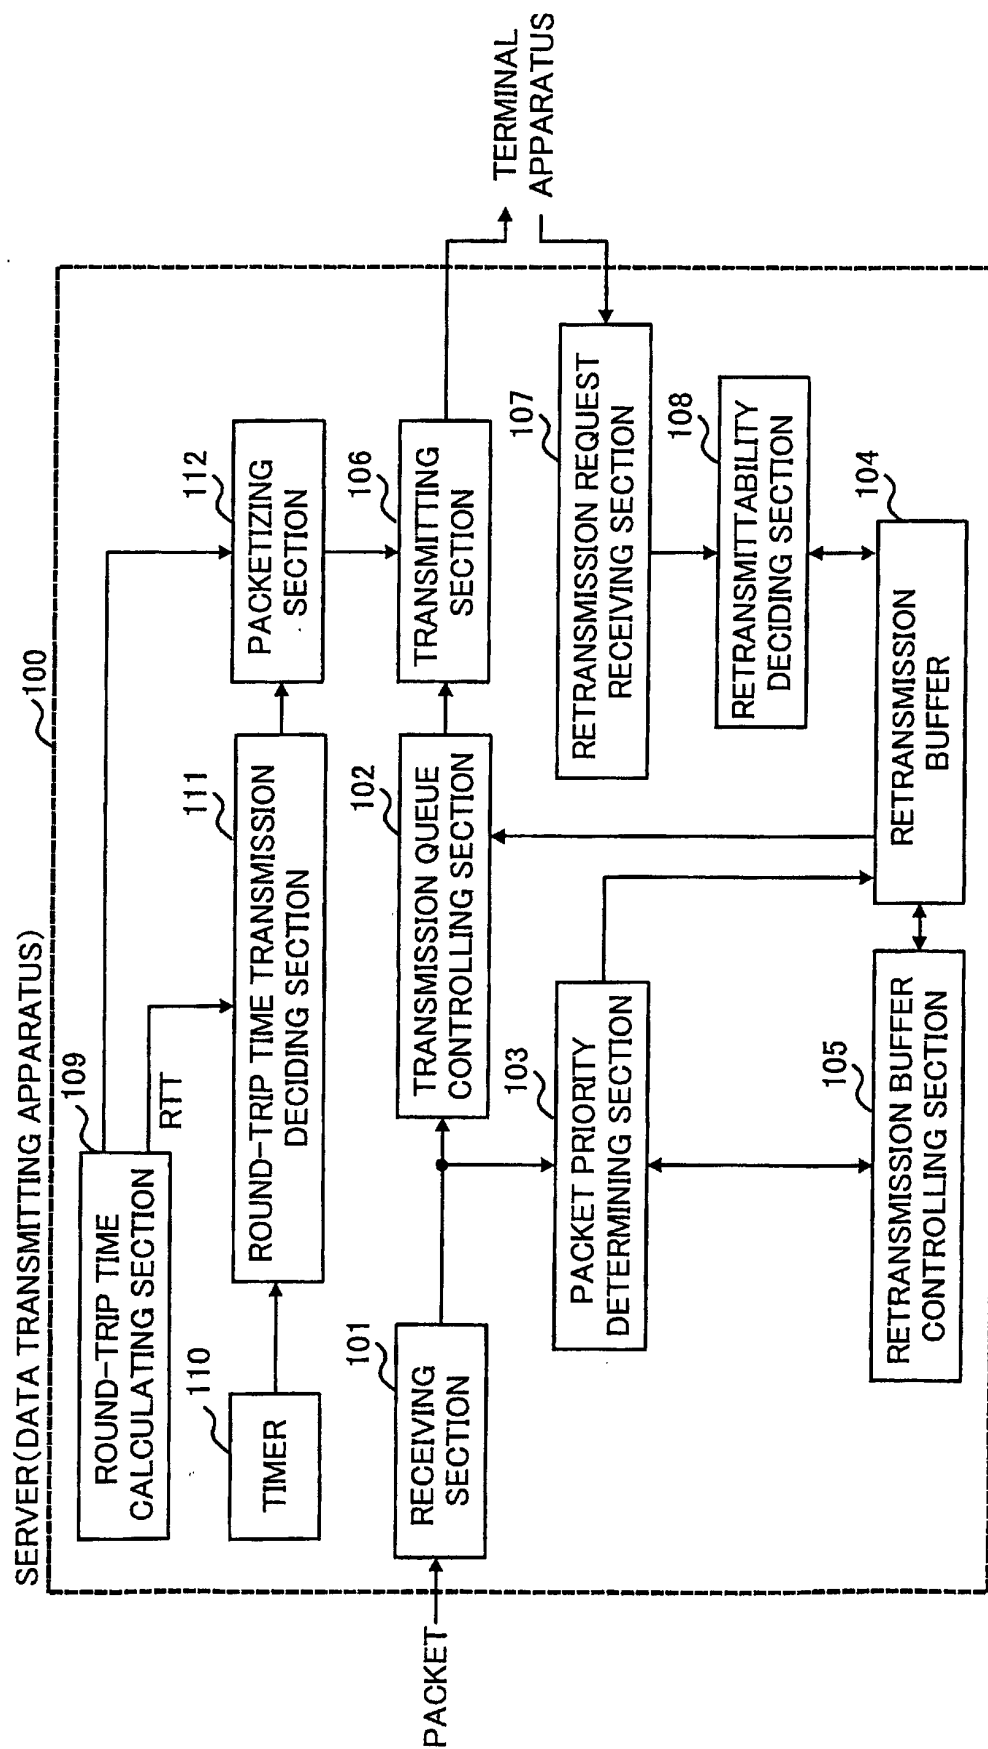 SERVER(DATA TRANSMITTING APPARATUS)
100
109
ROUND-TRIP TIME
CALCULATING SECTION
RTT
110
TIMER
111
ROUND-TRIP TIME TRANSMISSION
DECIDING SECTION
112
PACKETIZING
SECTION
PACKET
101
RECEIVING
SECTION
102
TRANSMISSION QUEUE
CONTROLLING SECTION
106
TRANSMITTING
SECTION
TERMINAL
APPARATUS
103
PACKET PRIORITY
DETERMINING SECTION
107
RETRANSMISSION REQUEST
RECEIVING SECTION
108
RETRANSMITTABILITY
DECIDING SECTION
105
RETRANSMISSION BUFFER
CONTROLLING SECTION
104
RETRANSMISSION
BUFFER